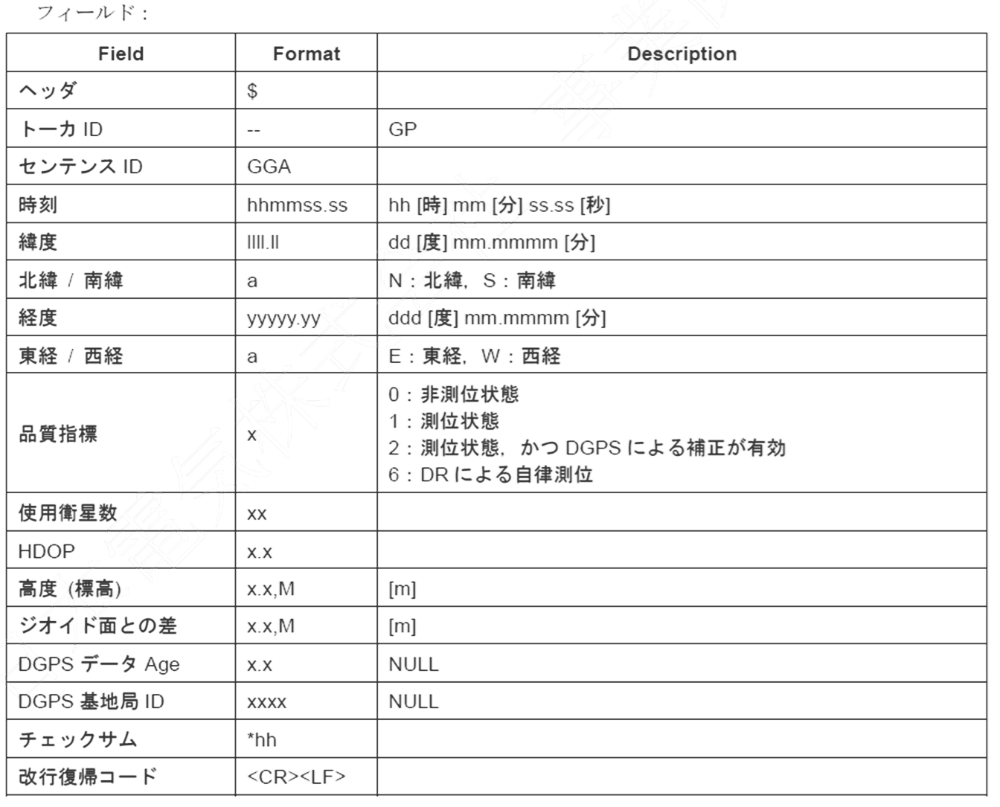 フィールド：
Field Format Description
ヘッダ $
トーカ ID -- GP
センテンス ID GGA
時刻 hhmmss.ss hh [時] mm [分] ss.ss [秒]
緯度 llll.ll dd [度] mm.mmmm [分]
北緯 / 南緯 a N：北緯，S：南緯
経度 yyyyy.yy ddd [度] mm.mmmm [分]
東経 / 西経 a E：東経，W：西経
品質指標 x
0：非測位状態
1：測位状態
2：測位状態，かつ DGPS による補正が有効
6：DR による自律測位
使用衛星数 xx
HDOP x.x
高度 (標高) x.x,M [m]
ジオイド面との差 x.x,M [m]
DGPS データ Age x.x NULL
DGPS 基地局 ID xxxx NULL
チェックサム *hh
改行復帰コード <CR><LF>